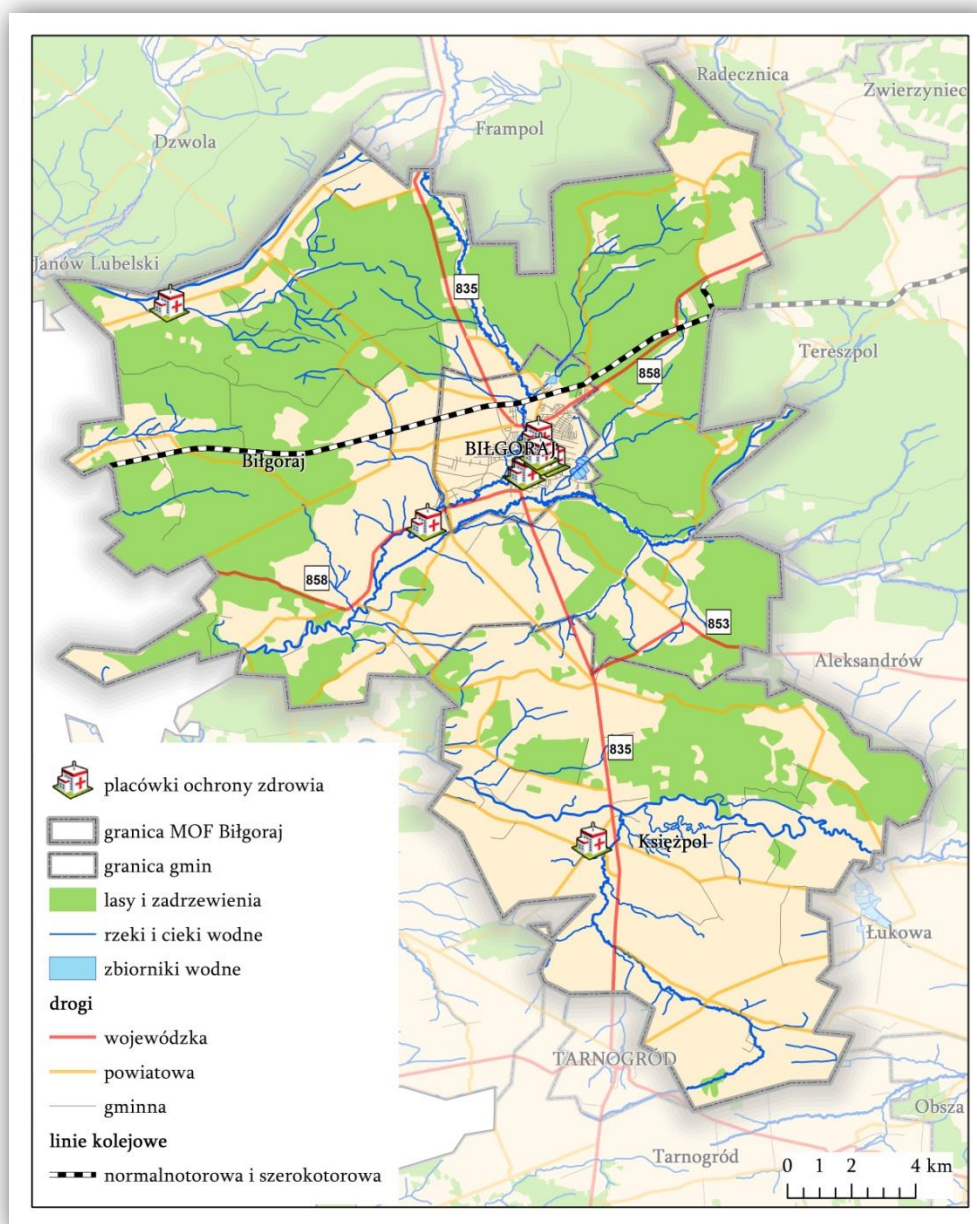 Radecznica
Zwierzyniec
Frampol
Dzwola
Janów Lubelski
835
Tereszpol
858
BIŁGORAJ
Biłgoraj
858
853
Aleksandrów
835
placówki ochrony zdrowia
Księżpol
granica MOF Biłgoraj
granica gmin
lasy i zadrzewienia
rzeki i cieki wodne
Łukowa
zbiorniki wodne
drogi
wojewódzka
TARNOGRÓD
powiatowa
gminna
Obsza
linie kolejowe
Tarnogród
normalnotorowa i szerokotorowa
0 1 2 4 km